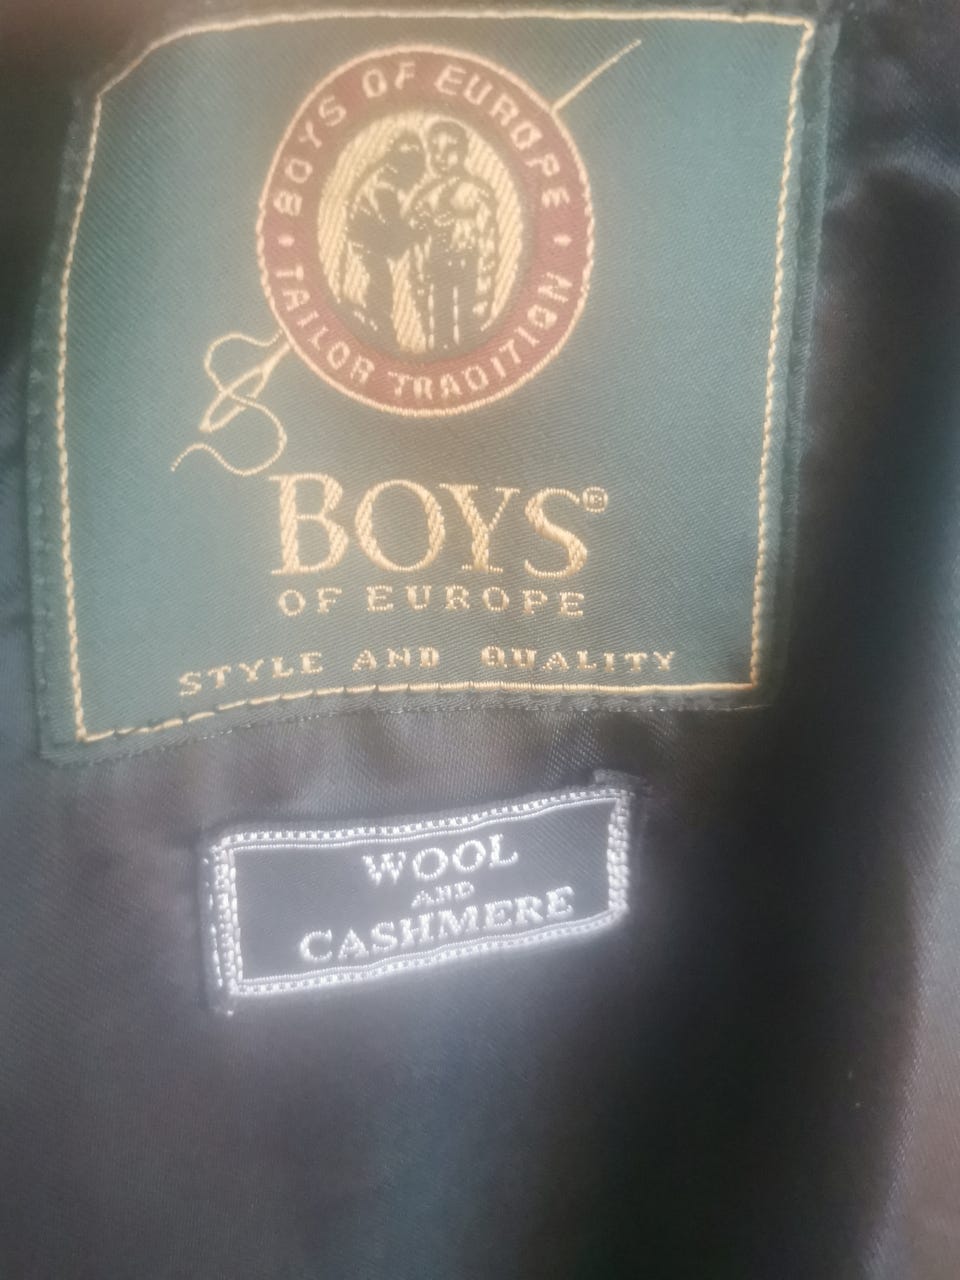 BOYS OF EUROPE
TAILOR TRADITION
BOYS®
OF EUROPE
STYLE AND QUALITY
WOOL
AND
CASHMERE